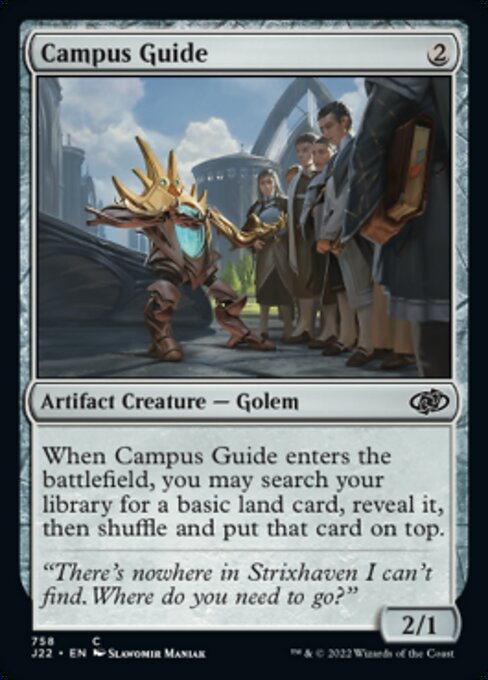 Campus Guide
2
Artifact Creature — Golem
When Campus Guide enters the
battlefield, you may search your
library for a basic land card, reveal it,
then shuffle and put that card on top.
“There’s nowhere in Strixhaven I can’t
find. Where do you need to go?”
2/1
758 C
J22 • EN Slawomir Maniak
™ & © 2022 Wizards of the Coast